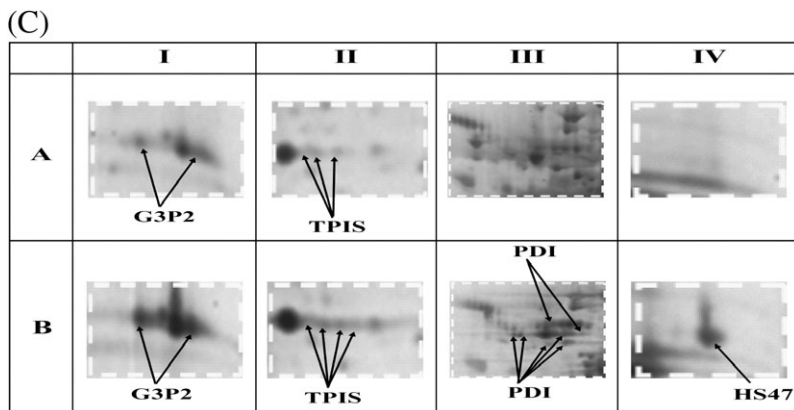 (C)
I II III IV
A
G3P2 TPIS
B
PDI
G3P2 TPIS PDI HS47